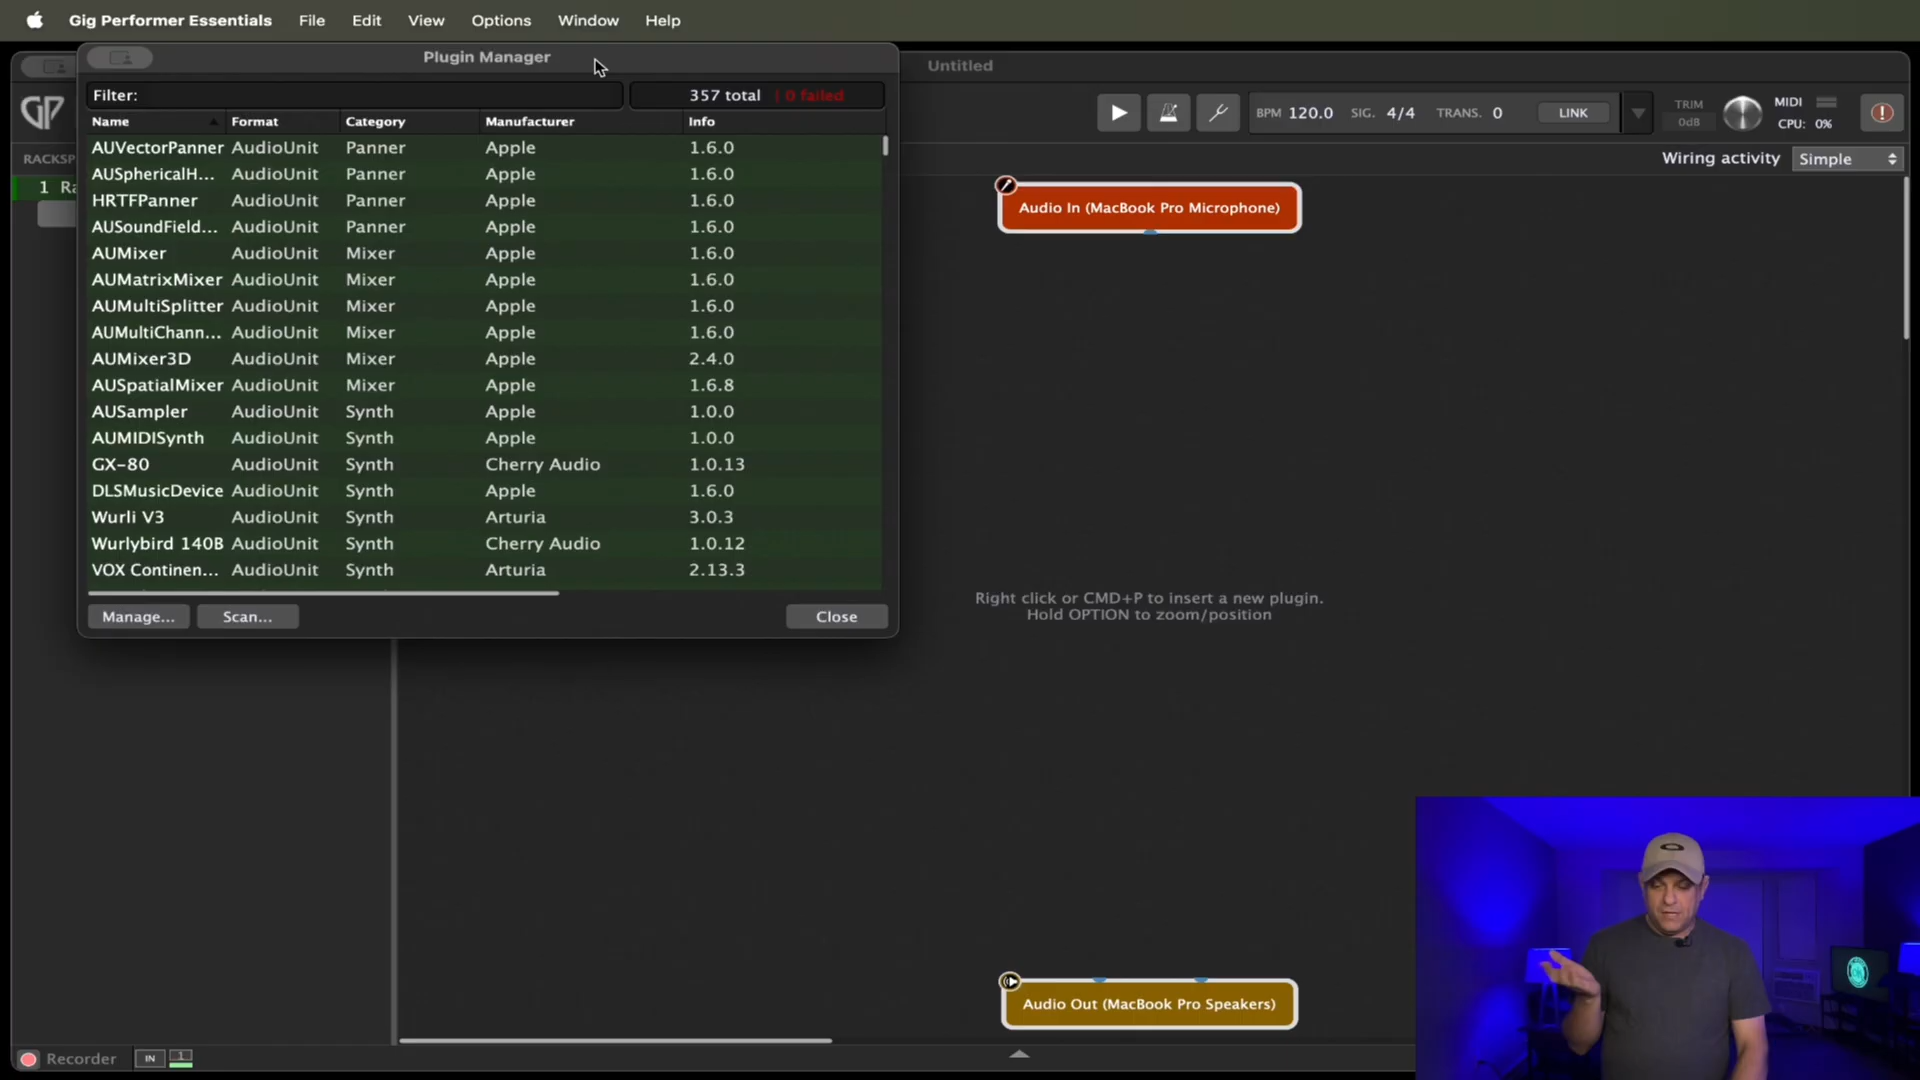 Gig Performer Essentials File Edit View Options Window Help
Plugin Manager
Untitled
Filter:
357 total | 0 failed
GP
BPM 120.0 SIG. 4/4 TRANS. 0 LINK
TRIM
0dB
MIDI
CPU: 0%
RACKSP
1 Ra
Wiring activity Simple
Name Format Category Manufacturer Info
AUVectorPanner AudioUnit Panner Apple 1.6.0
AUSphericalH... AudioUnit Panner Apple 1.6.0
HRTFPanner AudioUnit Panner Apple 1.6.0
AUSoundField... AudioUnit Panner Apple 1.6.0
AUMixer AudioUnit Mixer Apple 1.6.0
AUMatrixMixer AudioUnit Mixer Apple 1.6.0
AUMultiSplitter AudioUnit Mixer Apple 1.6.0
AUMultiChann... AudioUnit Mixer Apple 1.6.0
AUMixer3D AudioUnit Mixer Apple 2.4.0
AUSpatialMixer AudioUnit Mixer Apple 1.6.8
AUSampler AudioUnit Synth Apple 1.0.0
AUMIDISynth AudioUnit Synth Apple 1.0.0
GX-80 AudioUnit Synth Cherry Audio 1.0.13
DLSMusicDevice AudioUnit Synth Apple 1.6.0
Wurli V3 AudioUnit Synth Arturia 3.0.3
Wurlybird 140B AudioUnit Synth Cherry Audio 1.0.12
VOX Continen... AudioUnit Synth Arturia 2.13.3
Manage... Scan... Close
Audio In (MacBook Pro Microphone)
Right click or CMD+P to insert a new plugin.
Hold OPTION to zoom/position
Audio Out (MacBook Pro Speakers)
Recorder IN 1